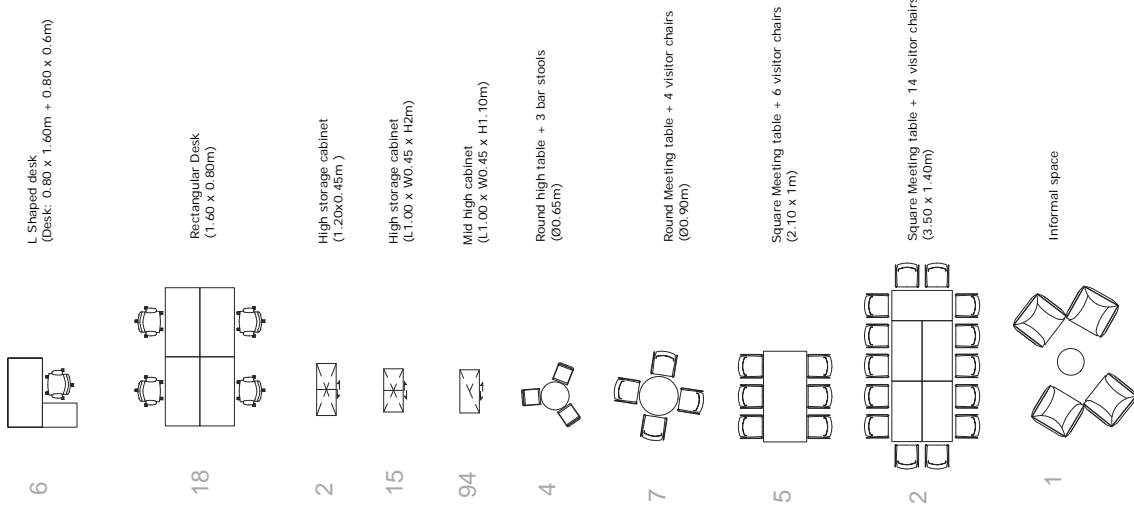 6
L Shaped desk
(Desk: 0.80 x 1.60m + 0.80 x 0.6m)
18
Rectangular Desk
(1.60 x 0.80m)
2
High storage cabinet
(1.20x0.45m )
15
High storage cabinet
(L1.00 x W0.45 x H2m)
94
Mid high cabinet
(L1.00 x W0.45 x H1.10m)
4
Round high table + 3 bar stools
(Ø0.65m)
7
Round Meeting table + 4 visitor chairs
(Ø0.90m)
5
Square Meeting table + 6 visitor chairs
(2.10 x 1m)
2
Square Meeting table + 14 visitor chairs
(3.50 x 1.40m)
1
Informal space